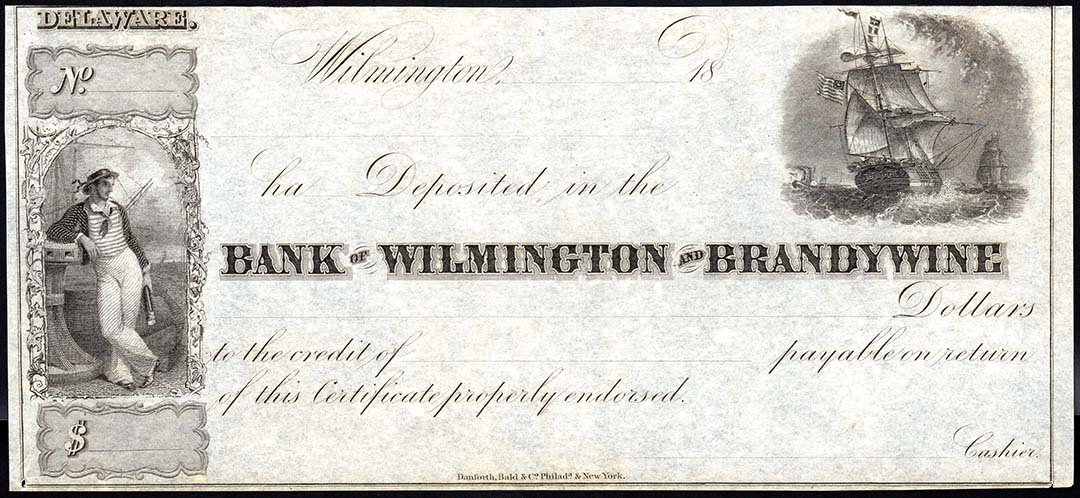 DELAWARE.
No
Wilmington, 18
ha Deposited in the
BANK OF WILMINGTON AND BRANDYWINE
Dollars
to the credit of payable on return
of this Certificate properly endorsed.
$
Cashier.
Danforth, Bald & Co. Philada. & New York.